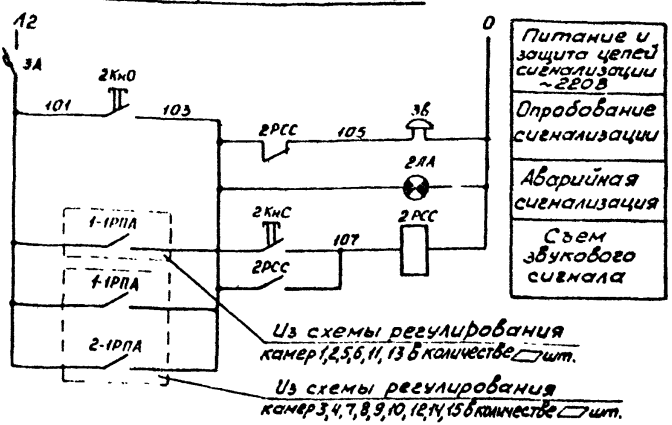 Л2
0
3А
2КнО
101
103
Питание и
защита цепей
сигнализации
~220В
2РСС
105
Зв
Опробование
сигнализации
2ЛА
Аварийная
сигнализация
1-1РПА
2КнС
107
2РСС
2РСС
Съем
звукового
сигнала
1-1РПА
2-1РПА
Из схемы регулирования
камер 1,2,5,6,11,13 в количестве шт.
Из схемы регулирования
камер 3,4,7,8,9,10,12,14,15 в количестве шт.